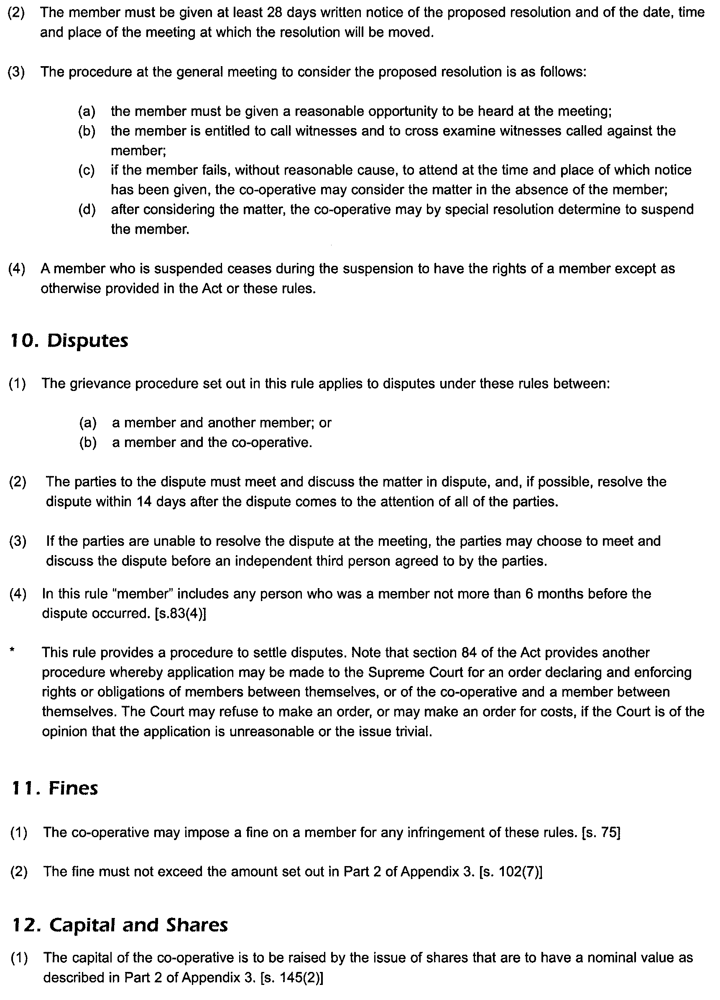 (2) The member must be given at least 28 days written notice of the proposed resolution and of the date, time
and place of the meeting at which the resolution will be moved.
(3) The procedure at the general meeting to consider the proposed resolution is as follows:
(a) the member must be given a reasonable opportunity to be heard at the meeting;
(b) the member is entitled to call witnesses and to cross examine witnesses called against the
member;
(c) if the member fails, without reasonable cause, to attend at the time and place of which notice
has been given, the co-operative may consider the matter in the absence of the member;
(d) after considering the matter, the co-operative may by special resolution determine to suspend
the member.
(4) A member who is suspended ceases during the suspension to have the rights of a member except as
otherwise provided in the Act or these rules.
10. Disputes
(1) The grievance procedure set out in this rule applies to disputes under these rules between:
(a) a member and another member; or
(b) a member and the co-operative.
(2) The parties to the dispute must meet and discuss the matter in dispute, and, if possible, resolve the
dispute within 14 days after the dispute comes to the attention of all of the parties.
(3) If the parties are unable to resolve the dispute at the meeting, the parties may choose to meet and
discuss the dispute before an independent third person agreed to by the parties.
(4) In this rule “member” includes any person who was a member not more than 6 months before the
dispute occurred. [s.83(4)]
* This rule provides a procedure to settle disputes. Note that section 84 of the Act provides another
procedure whereby application may be made to the Supreme Court for an order declaring and enforcing
rights or obligations of members between themselves, or of the co-operative and a member between
themselves. The Court may refuse to make an order, or may make an order for costs, if the Court is of the
opinion that the application is unreasonable or the issue trivial.
11. Fines
(1) The co-operative may impose a fine on a member for any infringement of these rules. [s. 75]
(2) The fine must not exceed the amount set out in Part 2 of Appendix 3. [s. 102(7)]
12. Capital and Shares
(1) The capital of the co-operative is to be raised by the issue of shares that are to have a nominal value as
described in Part 2 of Appendix 3. [s. 145(2)]